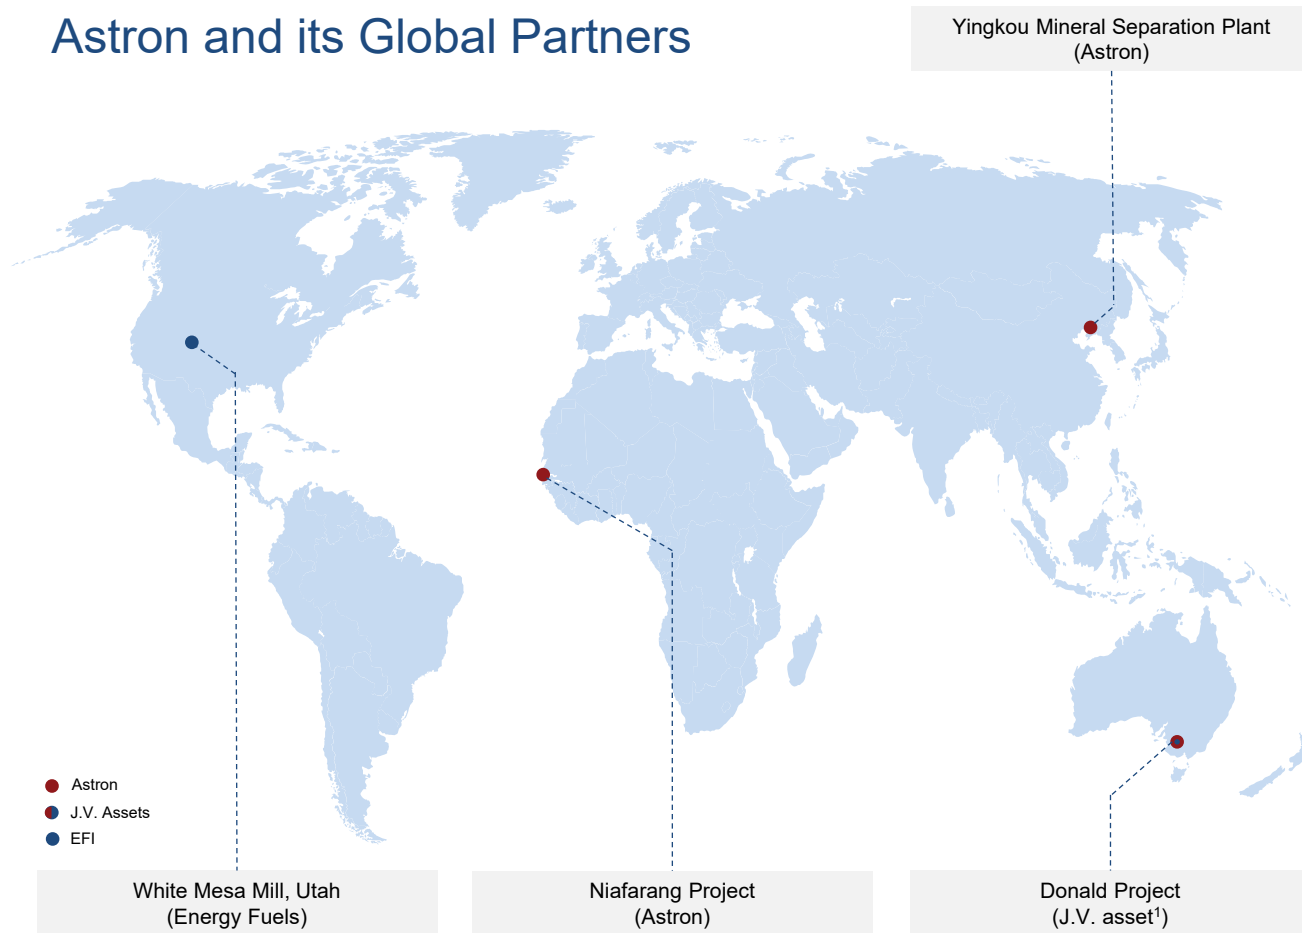 Astron and its Global Partners
Yingkou Mineral Separation Plant
(Astron)
Astron
J.V. Assets
EFI
White Mesa Mill, Utah
(Energy Fuels)
Niafarang Project
(Astron)
Donald Project
(J.V. asset¹)